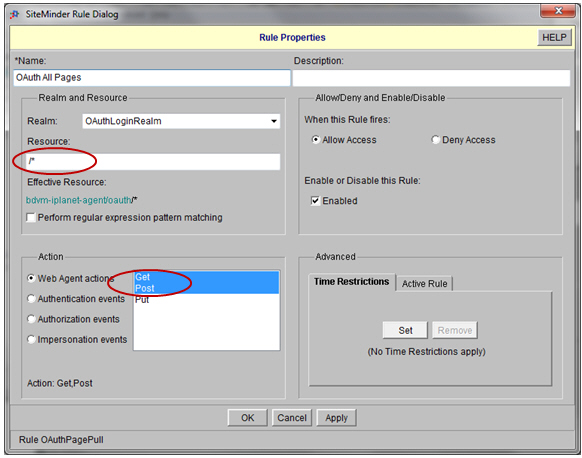 SiteMinder Rule Dialog
Rule Properties
HELP
*Name:
Description:
OAuth All Pages
Realm and Resource
Realm:
OAuthLoginRealm
Resource:
/*
Effective Resource:
bdvm-iplanet-agent/oauth/*
Perform regular expression pattern matching
Allow/Deny and Enable/Disable
When this Rule fires:
Allow Access
Deny Access
Enable or Disable this Rule:
Enabled
Action
Web Agent actions
Authentication events
Authorization events
Impersonation events
Get
Post
Put
Action: Get,Post
Advanced
Time Restrictions
Active Rule
Set
Remove
(No Time Restrictions apply)
OK
Cancel
Apply
Rule OAuthPagePull